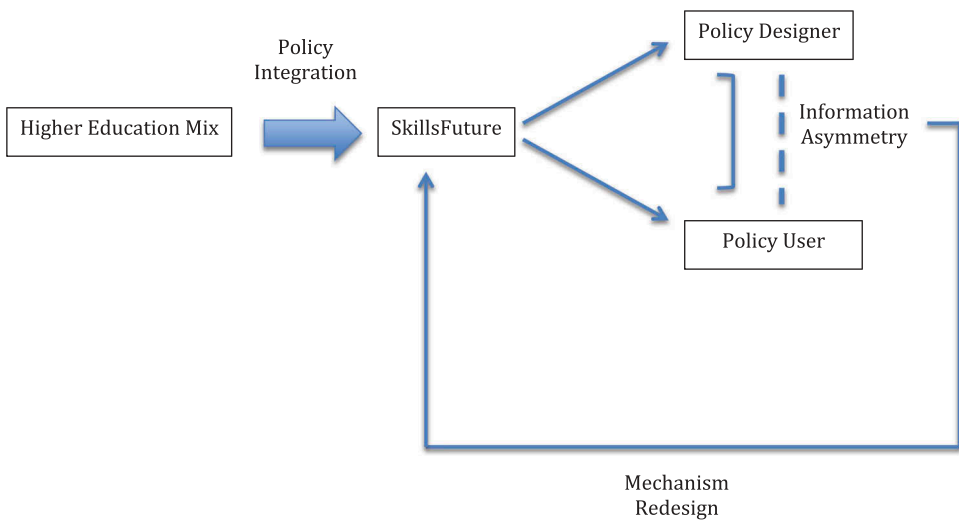 Policy
Integration
Higher Education Mix
SkillsFuture
Policy Designer
Information
Asymmetry
Policy User
Mechanism
Redesign